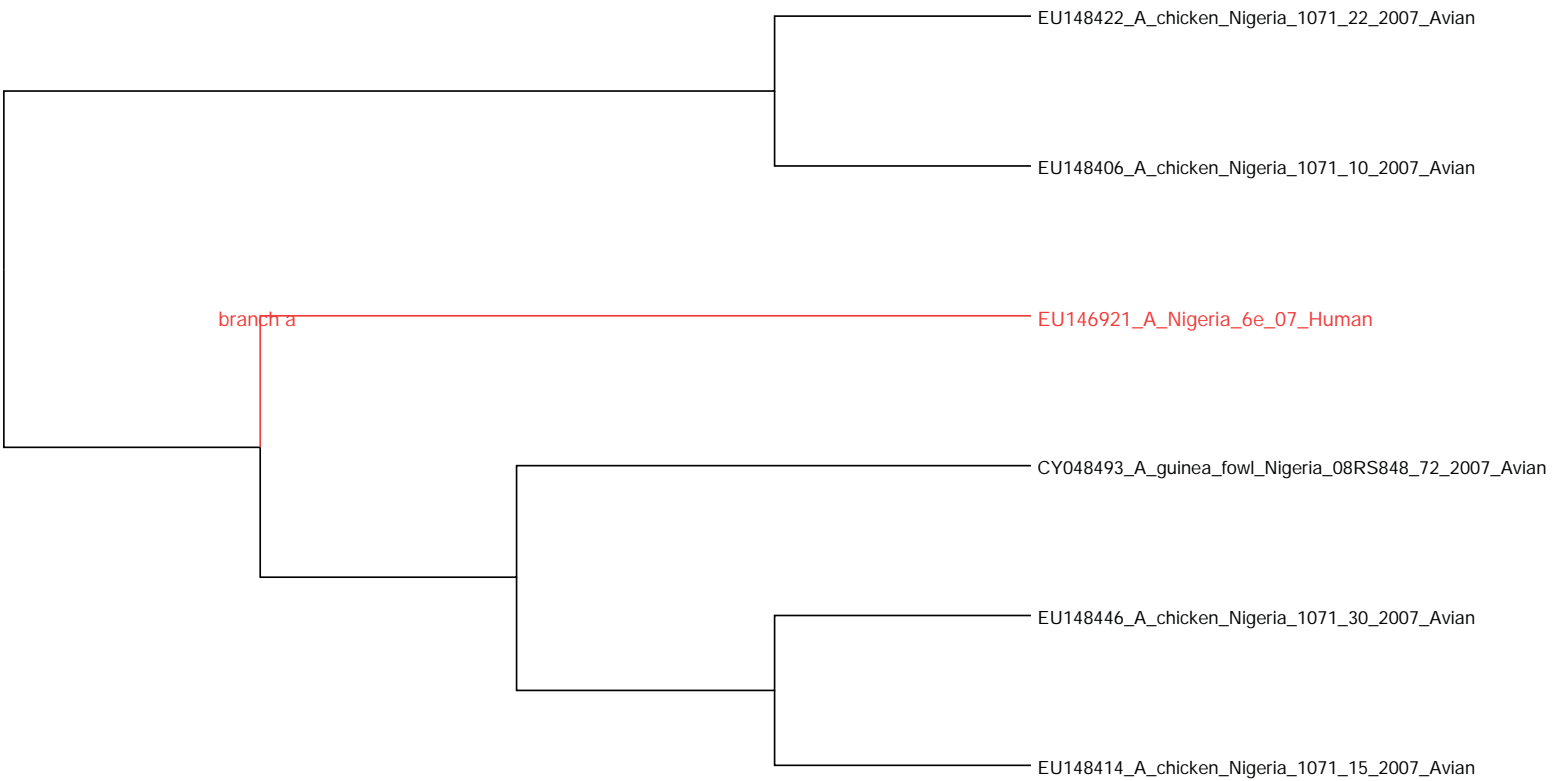 EU148422_A_chicken_Nigeria_1071_22_2007_Avian
EU148406_A_chicken_Nigeria_1071_10_2007_Avian
branch a
EU146921_A_Nigeria_6e_07_Human
CY048493_A_guinea_fowl_Nigeria_08RS848_72_2007_Avian
EU148446_A_chicken_Nigeria_1071_30_2007_Avian
EU148414_A_chicken_Nigeria_1071_15_2007_Avian